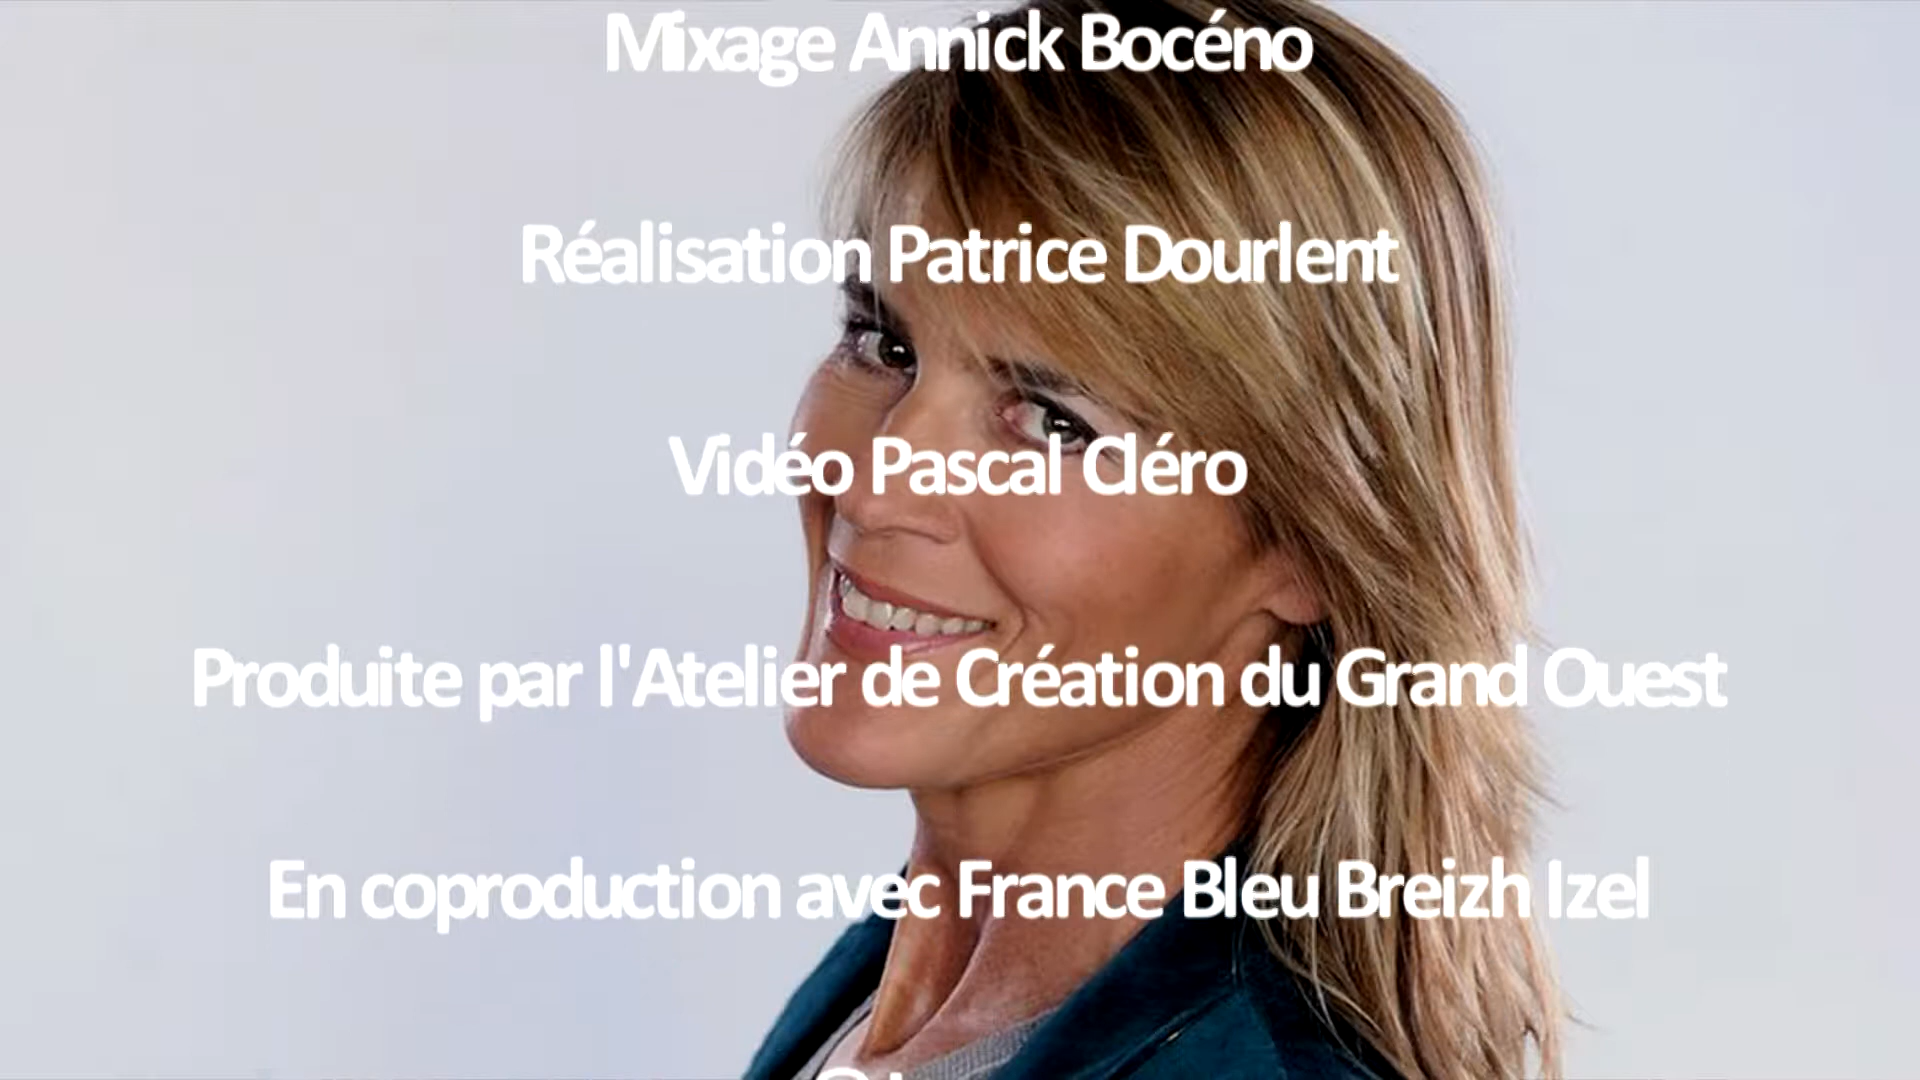 Mixage Annick Bocéno
Réalisation Patrice Dourlent
Vidéo Pascal Cléro
Produite par l'Atelier de Création du Grand Ouest
En coproduction avec France Bleu Breizh Izel